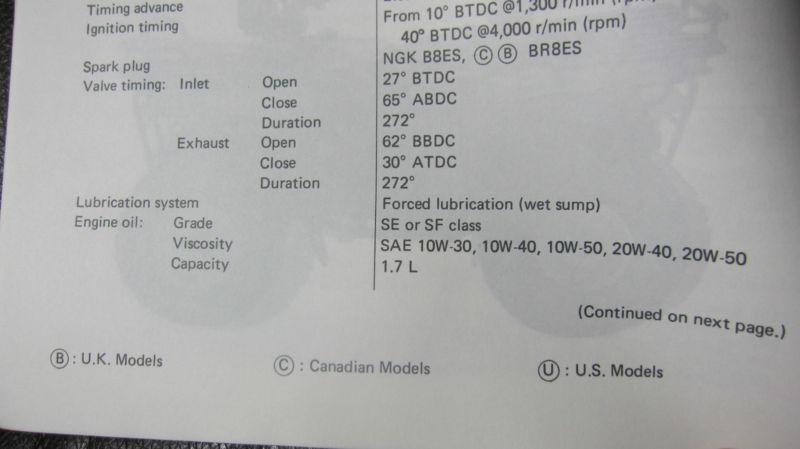 Timing advance
Ignition timing From 10° BTDC @1,300 r/min
40° BTDC @4,000 r/min (rpm)
Spark plug NGK B8ES, Ⓒ Ⓑ BR8ES
Valve timing: Inlet Open 27° BTDC
Close 65° ABDC
Duration 272°
Exhaust Open 62° BBDC
Close 30° ATDC
Duration 272°
Lubrication system Forced lubrication (wet sump)
Engine oil: Grade SE or SF class
Viscosity SAE 10W-30, 10W-40, 10W-50, 20W-40, 20W-50
Capacity 1.7 L
(Continued on next page.)
Ⓑ : U.K. Models Ⓒ : Canadian Models Ⓤ : U.S. Models